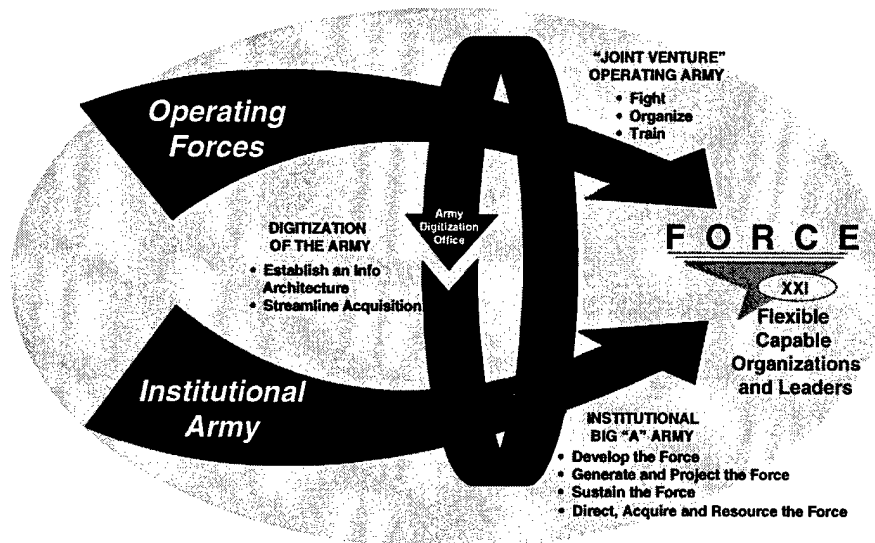 "JOINT VENTURE"
OPERATING ARMY
• Fight
• Organize
• Train
Operating
Forces
Army
Digitization
Office
DIGITIZATION
OF THE ARMY
• Establish an Info
Architecture
• Streamline Acquisition
FORCE
XXI
Flexible
Capable
Organizations
and Leaders
Institutional
Army
INSTITUTIONAL
BIG "A" ARMY
• Develop the Force
• Generate and Project the Force
• Sustain the Force
• Direct, Acquire and Resource the Force